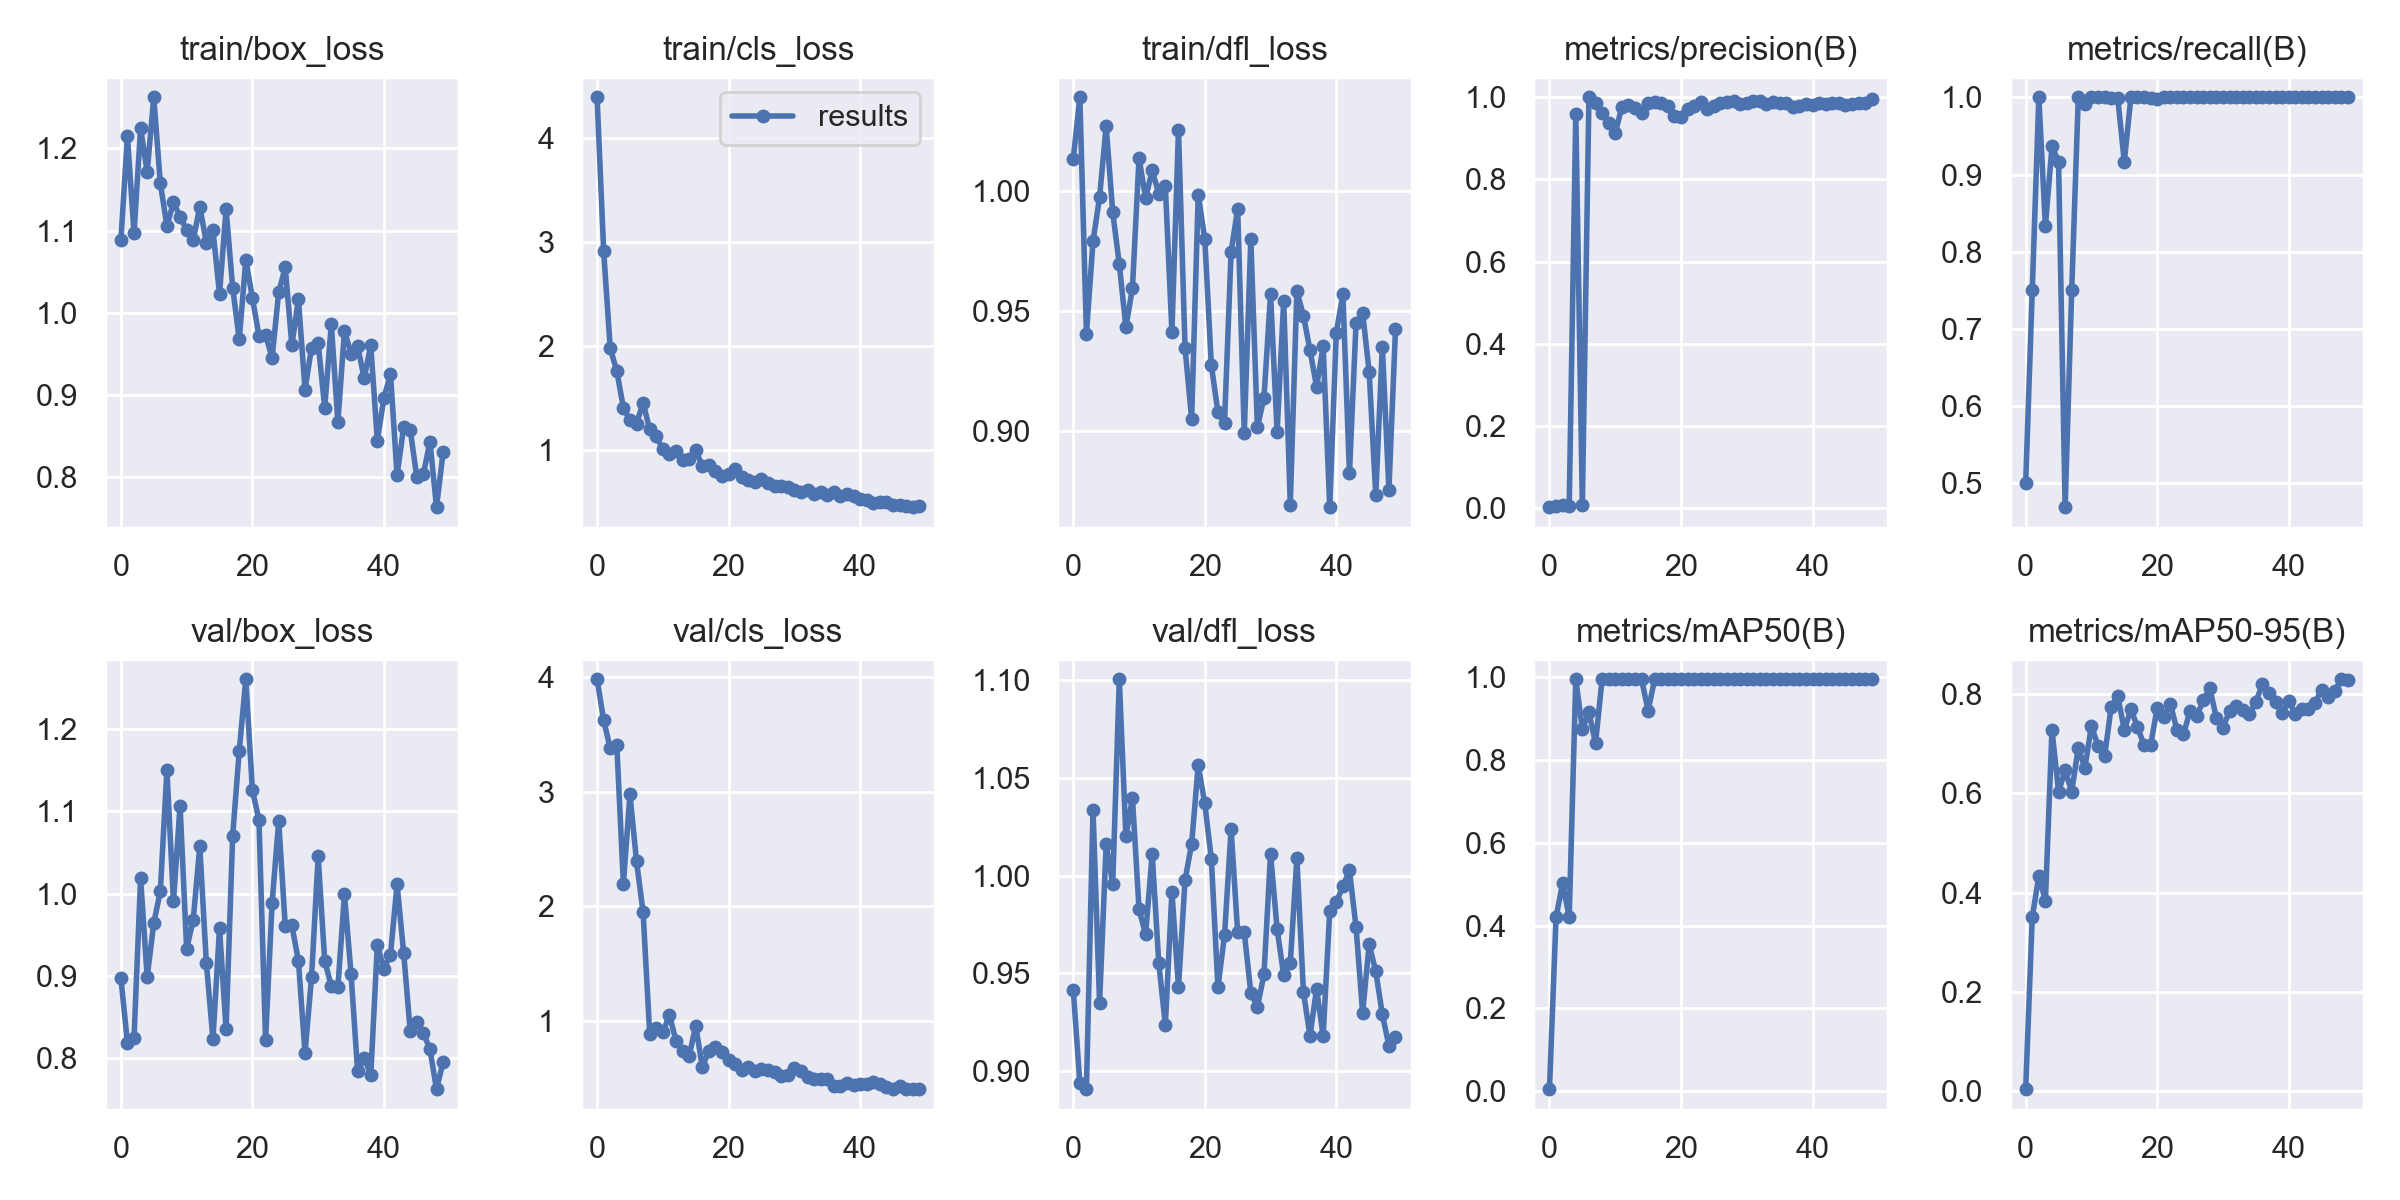 train/box_loss
1.2
1.1
1.0
0.9
0.8
0 20 40
train/cls_loss
results
4
3
2
1
0 20 40
train/dfl_loss
1.00
0.95
0.90
0 20 40
metrics/precision(B)
1.0
0.8
0.6
0.4
0.2
0.0
0 20 40
metrics/recall(B)
1.0
0.9
0.8
0.7
0.6
0.5
0 20 40
val/box_loss
1.2
1.1
1.0
0.9
0.8
0 20 40
val/cls_loss
4
3
2
1
0 20 40
val/dfl_loss
1.10
1.05
1.00
0.95
0.90
0 20 40
metrics/mAP50(B)
1.0
0.8
0.6
0.4
0.2
0.0
0 20 40
metrics/mAP50-95(B)
0.8
0.6
0.4
0.2
0.0
0 20 40